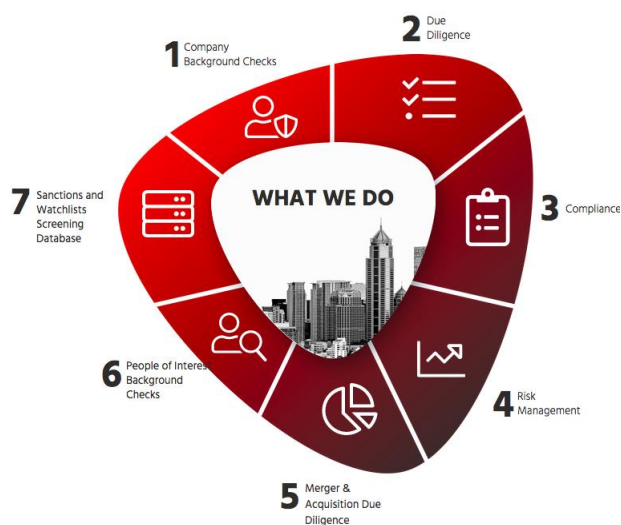 1 Company
Background Checks
2 Due
Diligence
WHAT WE DO
3 Compliance
4 Risk
Management
5 Merger &
Acquisition Due
Diligence
6 People of Interest
Background
Checks
7 Sanctions and
Watchlists
Screening
Database